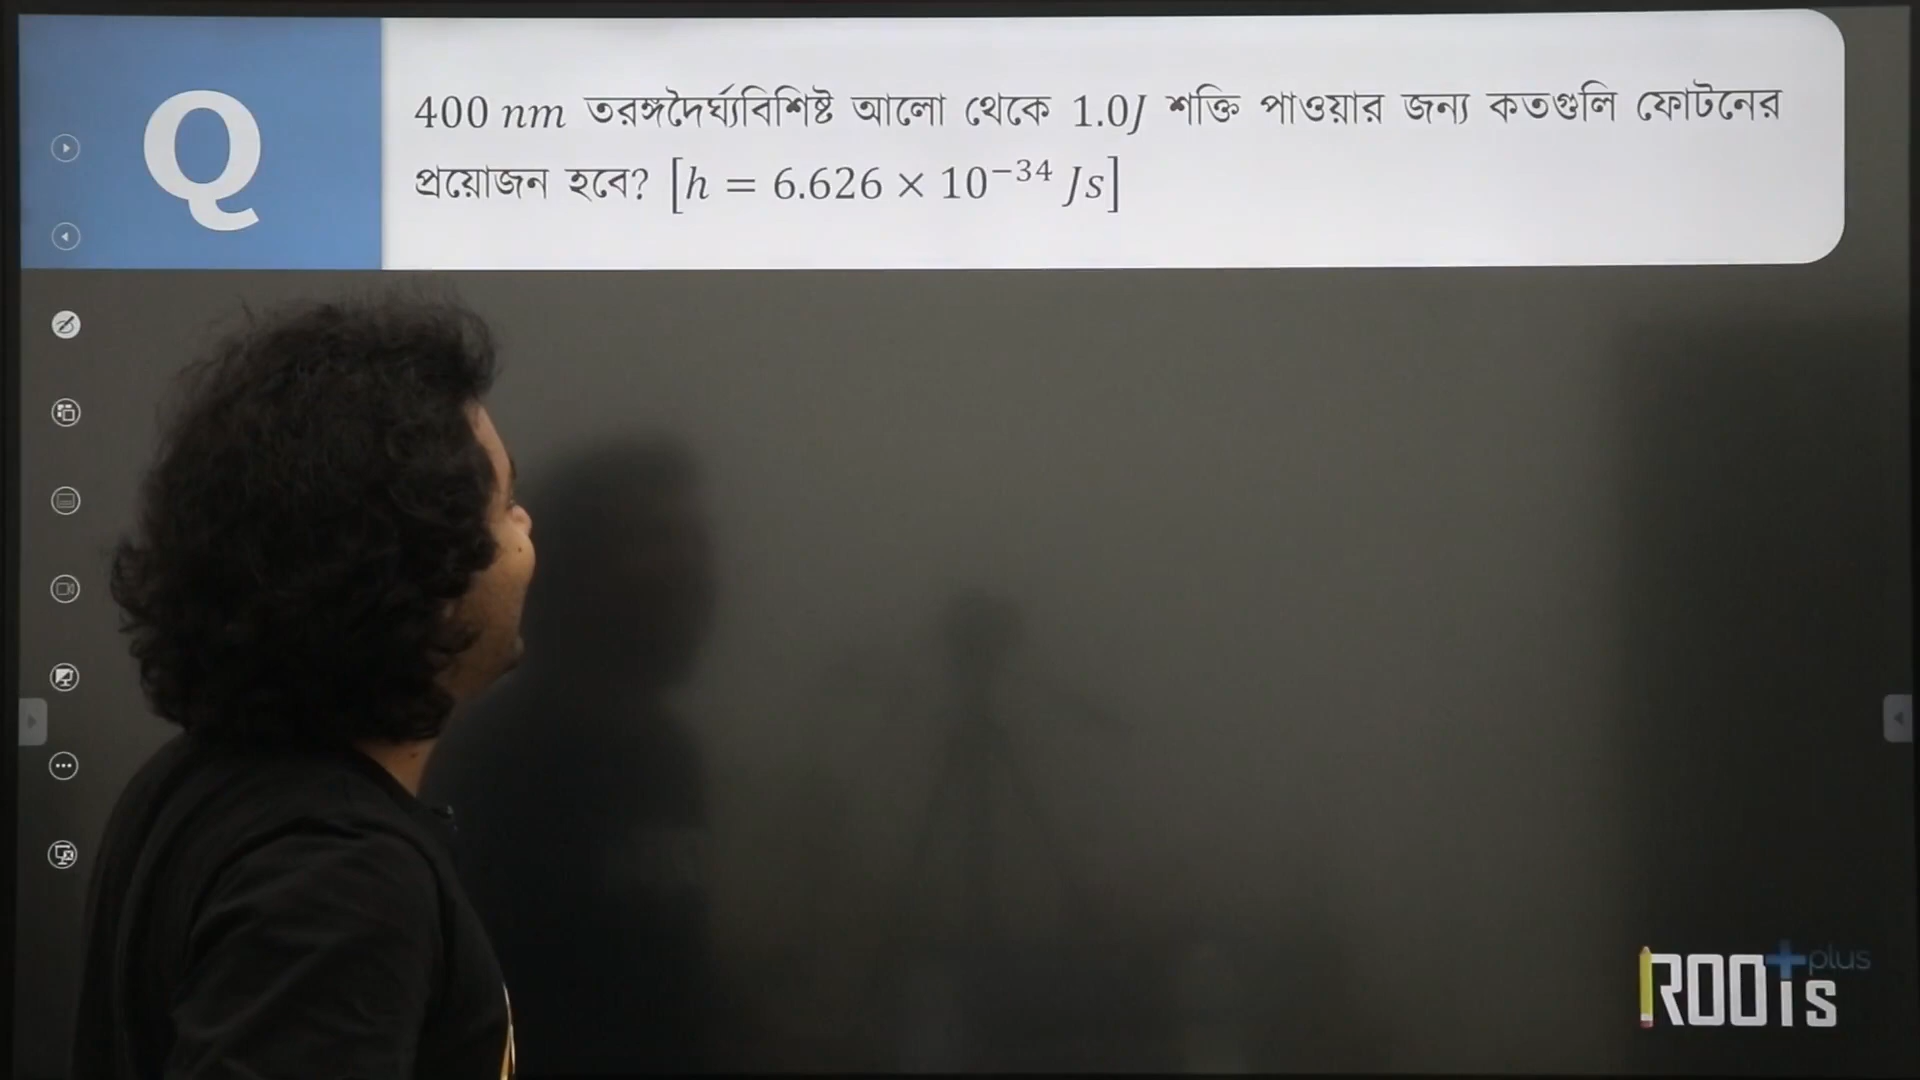 Q
400 nm তরঙ্গদৈর্ঘ্যবিশিষ্ট আলো থেকে 1.0J শক্তি পাওয়ার জন্য কতগুলি ফোটনের
প্রয়োজন হবে? [h = 6.626 × 10⁻³⁴ Js]
ROOTs
plus